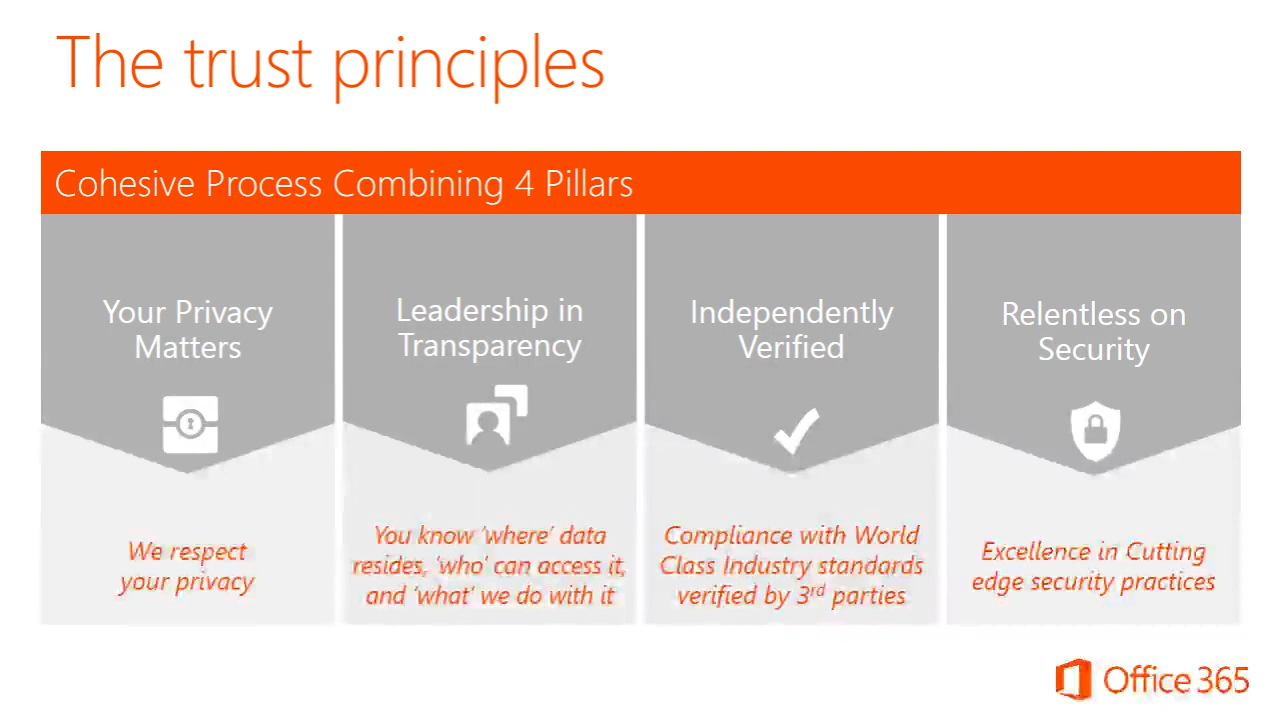 The trust principles
Cohesive Process Combining 4 Pillars
Your Privacy
Matters
We respect
your privacy
Leadership in
Transparency
You know 'where' data
resides, 'who' can access it,
and 'what' we do with it
Independently
Verified
Compliance with World
Class Industry standards
verified by 3rd parties
Relentless on
Security
Excellence in Cutting
edge security practices
Office 365